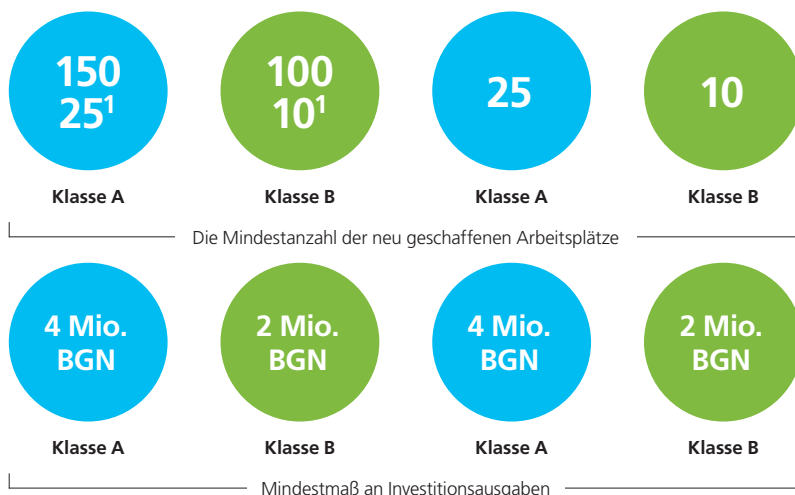 150
25¹
100
10¹
25
10
Klasse A
Klasse B
Klasse A
Klasse B
Die Mindestanzahl der neu geschaffenen Arbeitsplätze
4 Mio.
BGN
2 Mio.
BGN
4 Mio.
BGN
2 Mio.
BGN
Klasse A
Klasse B
Klasse A
Klasse B
Mindestmaß an Investitionsausgaben